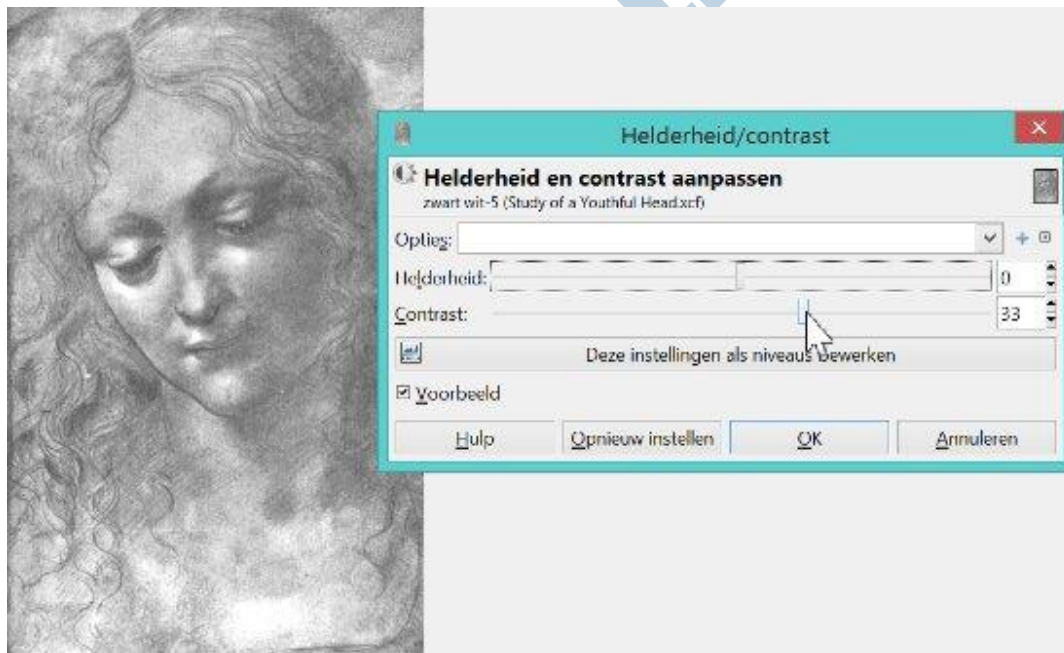 Helderheid/contrast
Helderheid en contrast aanpassen
zwart wit-5 (Study of a Youthful Head.xcf)
Opties:
Helderheid: 0
Contrast: 33
Deze instellingen als niveaus bewerken
Voorbeeld
Hulp Opnieuw instellen OK Annuleren